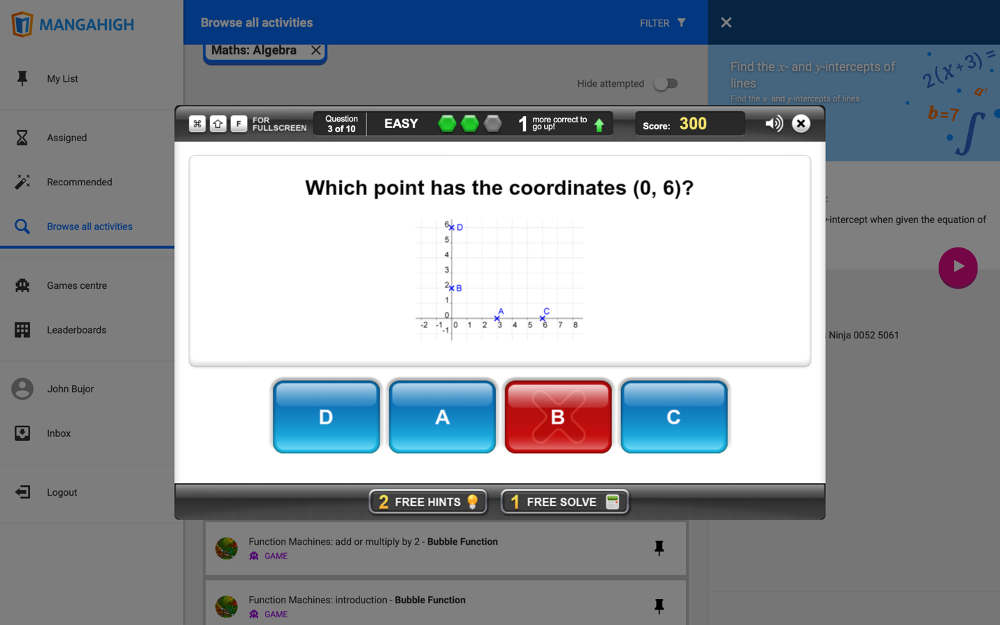 MANGAHIGH
My List
Assigned
Recommended
Browse all activities
Games centre
Leaderboards
John Bujor
Inbox
Logout
Browse all activities
FILTER
Maths: Algebra
Hide attempted
Find the x- and y-intercepts of
lines
Find the x- and y-intercepts of lines
2(x+3)=
a²
b=7
:
-intercept when given the equation of
Ninja 0052 5061
⌘ F FOR
FULLSCREEN
Question
3 of 10
EASY
1 more correct to
go up!
Score: 300
Which point has the coordinates (0, 6)?
6 D
5
4
3
2 B
1
0 A C
-2 -1 0 1 2 3 4 5 6 7 8
-1
D A B C
2 FREE HINTS
1 FREE SOLVE
Function Machines: add or multiply by 2 - Bubble Function
GAME
Function Machines: introduction - Bubble Function
GAME